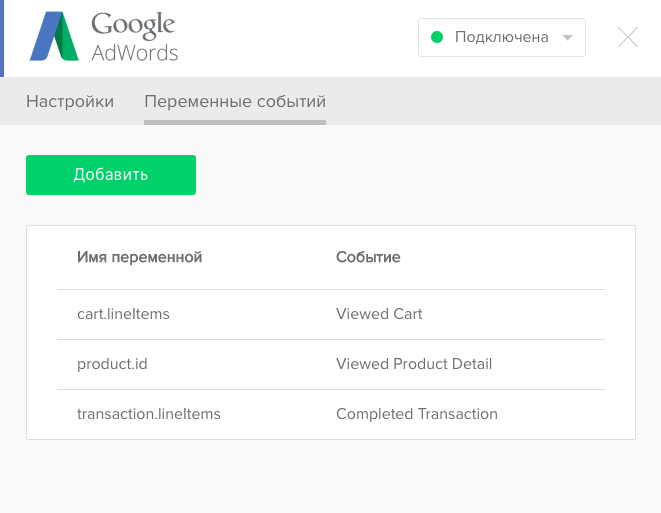 Google
AdWords
Подключена
Настройки
Переменные событий
Добавить
Имя переменной
Событие
cart.lineItems
Viewed Cart
product.id
Viewed Product Detail
transaction.lineItems
Completed Transaction